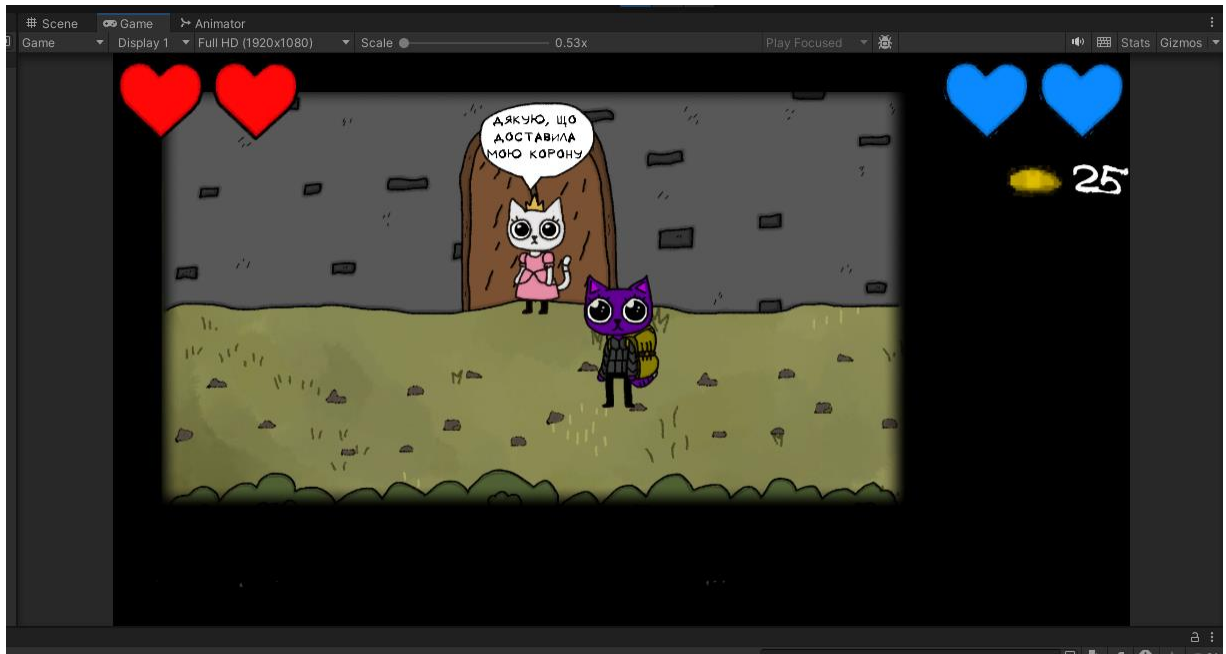 Scene
Game
Animator
Game
Display 1
Full HD (1920x1080)
Scale
0.53x
Play Focused
Stats
Gizmos
ДЯКУЮ, ЩО
ДОСТАВИЛА
МОЮ КОРОНУ
25